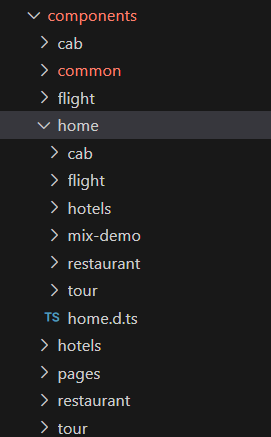 components
cab
common
flight
home
cab
flight
hotels
mix-demo
restaurant
tour
TS home.d.ts
hotels
pages
restaurant
tour